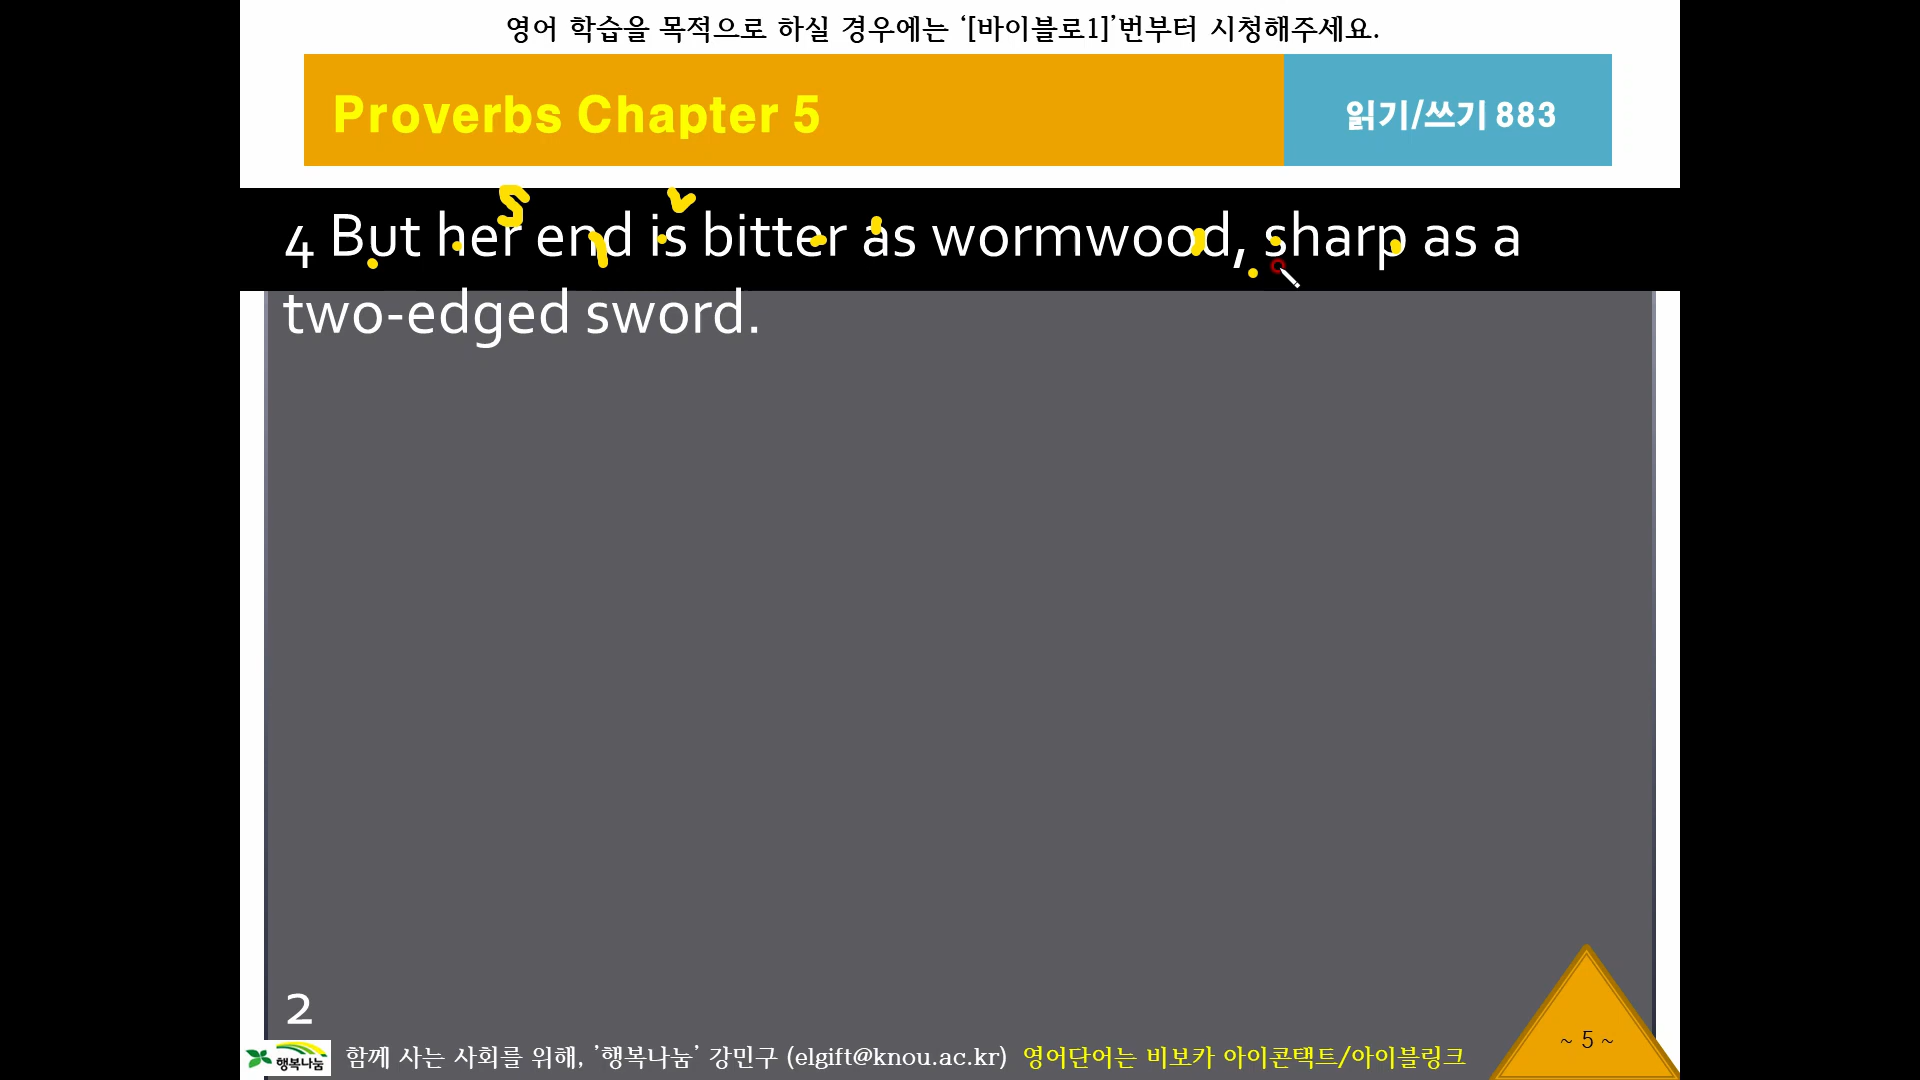 영어 학습을 목적으로 하실 경우에는 ‘[바이블로1]’번부터 시청해주세요.
Proverbs Chapter 5
읽기/쓰기 883
S v
4 But her end is bitter as wormwood, sharp as a
two-edged sword.
2
~ 5 ~
행복나눔
함께 사는 사회를 위해, ’행복나눔’ 강민구 (elgift@knou.ac.kr) 영어단어는 비보카 아이콘택트/아이블링크